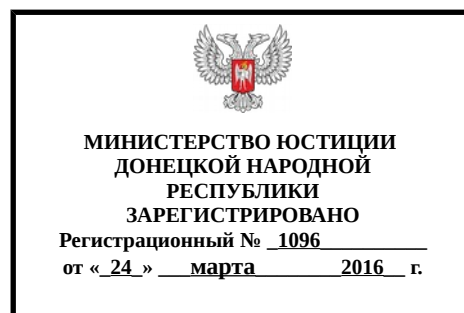 МИНИСТЕРСТВО ЮСТИЦИИ
ДОНЕЦКОЙ НАРОДНОЙ
РЕСПУБЛИКИ
ЗАРЕГИСТРИРОВАНО
Регистрационный № _1096__________
от «_24_» ___марта________2016__ г.